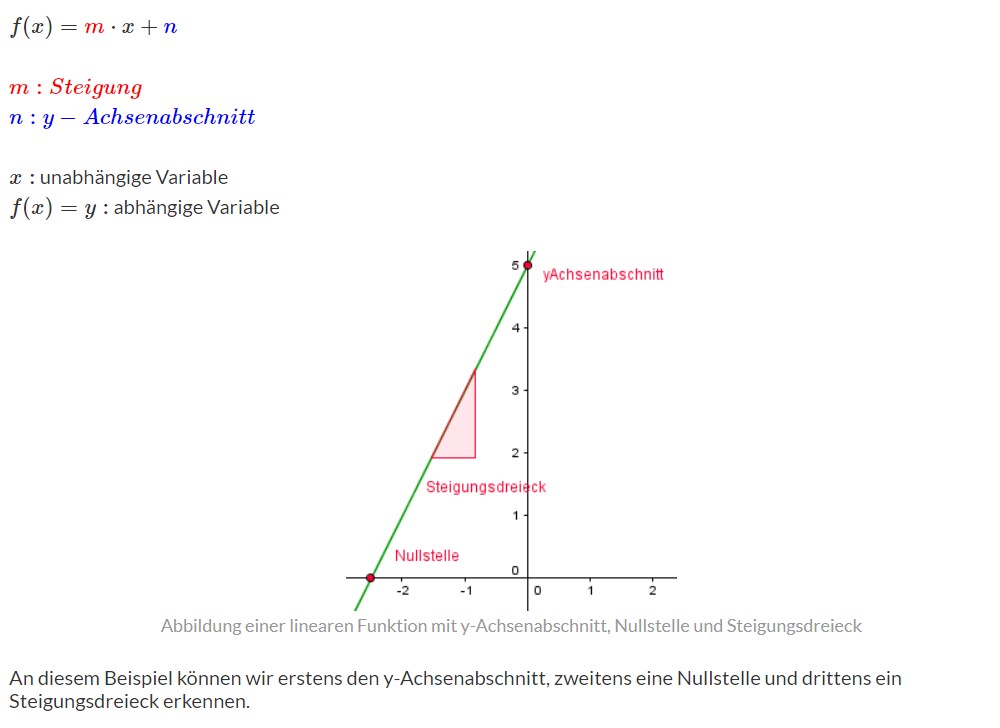 f(x) = m · x + n
m : Steigung
n : y − Achsenabschnitt
x : unabhängige Variable
f(x) = y : abhängige Variable
5
yAchsenabschnitt
4
3
2
Steigungsdreieck
1
Nullstelle
0
-2 -1 0 1 2
Abbildung einer linearen Funktion mit y-Achsenabschnitt, Nullstelle und Steigungsdreieck
An diesem Beispiel können wir erstens den y-Achsenabschnitt, zweitens eine Nullstelle und drittens ein
Steigungsdreieck erkennen.